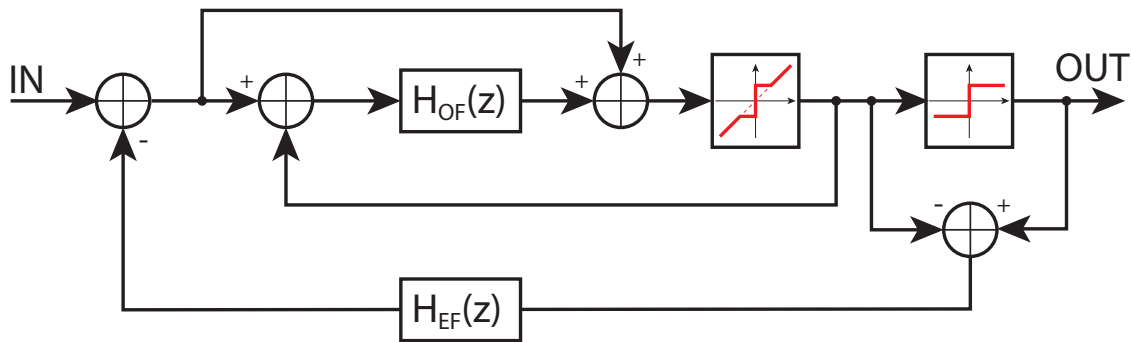 IN
OUT
+
+
+
H_OF(z)
-
-
+
H_EF(z)